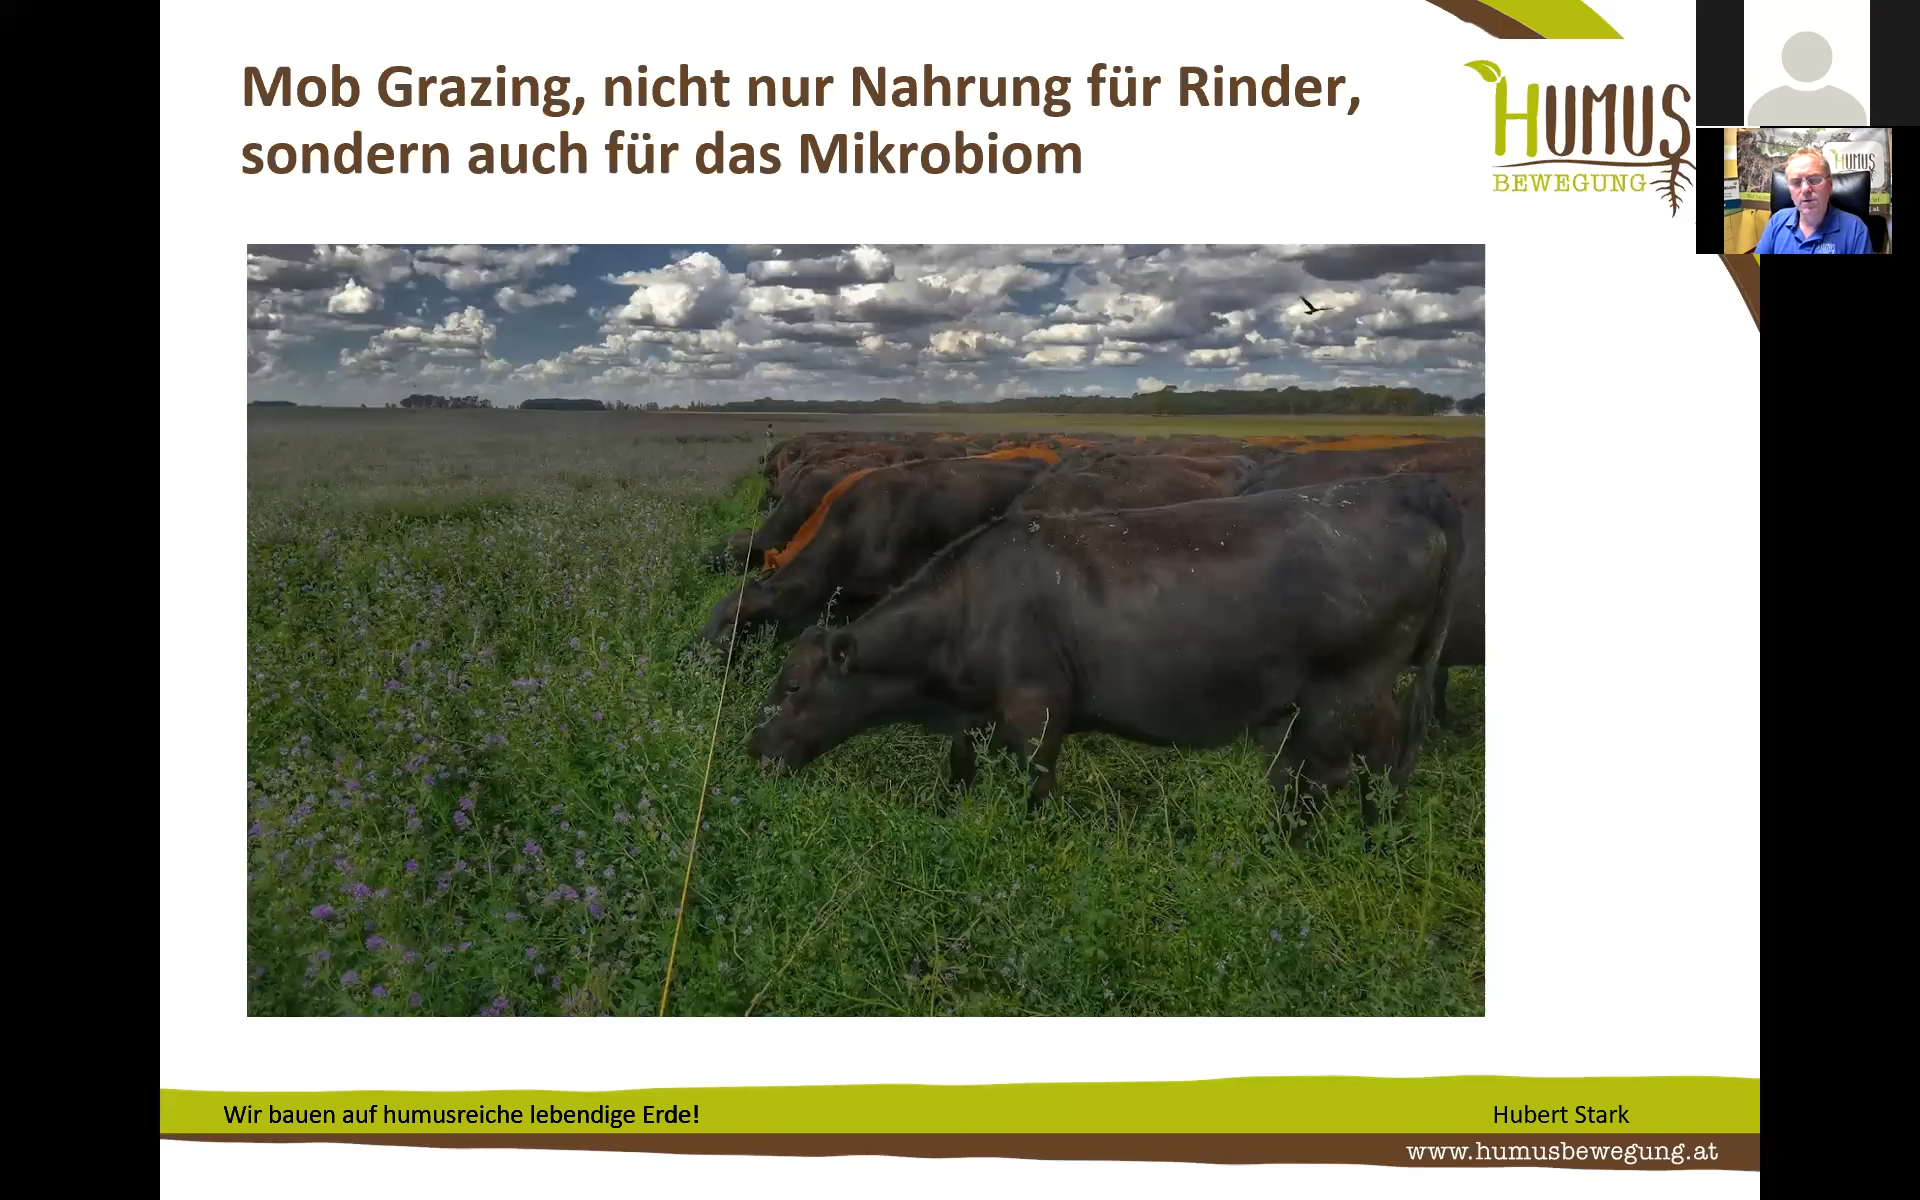 Mob Grazing, nicht nur Nahrung für Rinder,
sondern auch für das Mikrobiom
HUMUS
BEWEGUNG
HUMUS
Wir bauen auf humusreiche lebendige Erde!
Hubert Stark
www.humusbewegung.at